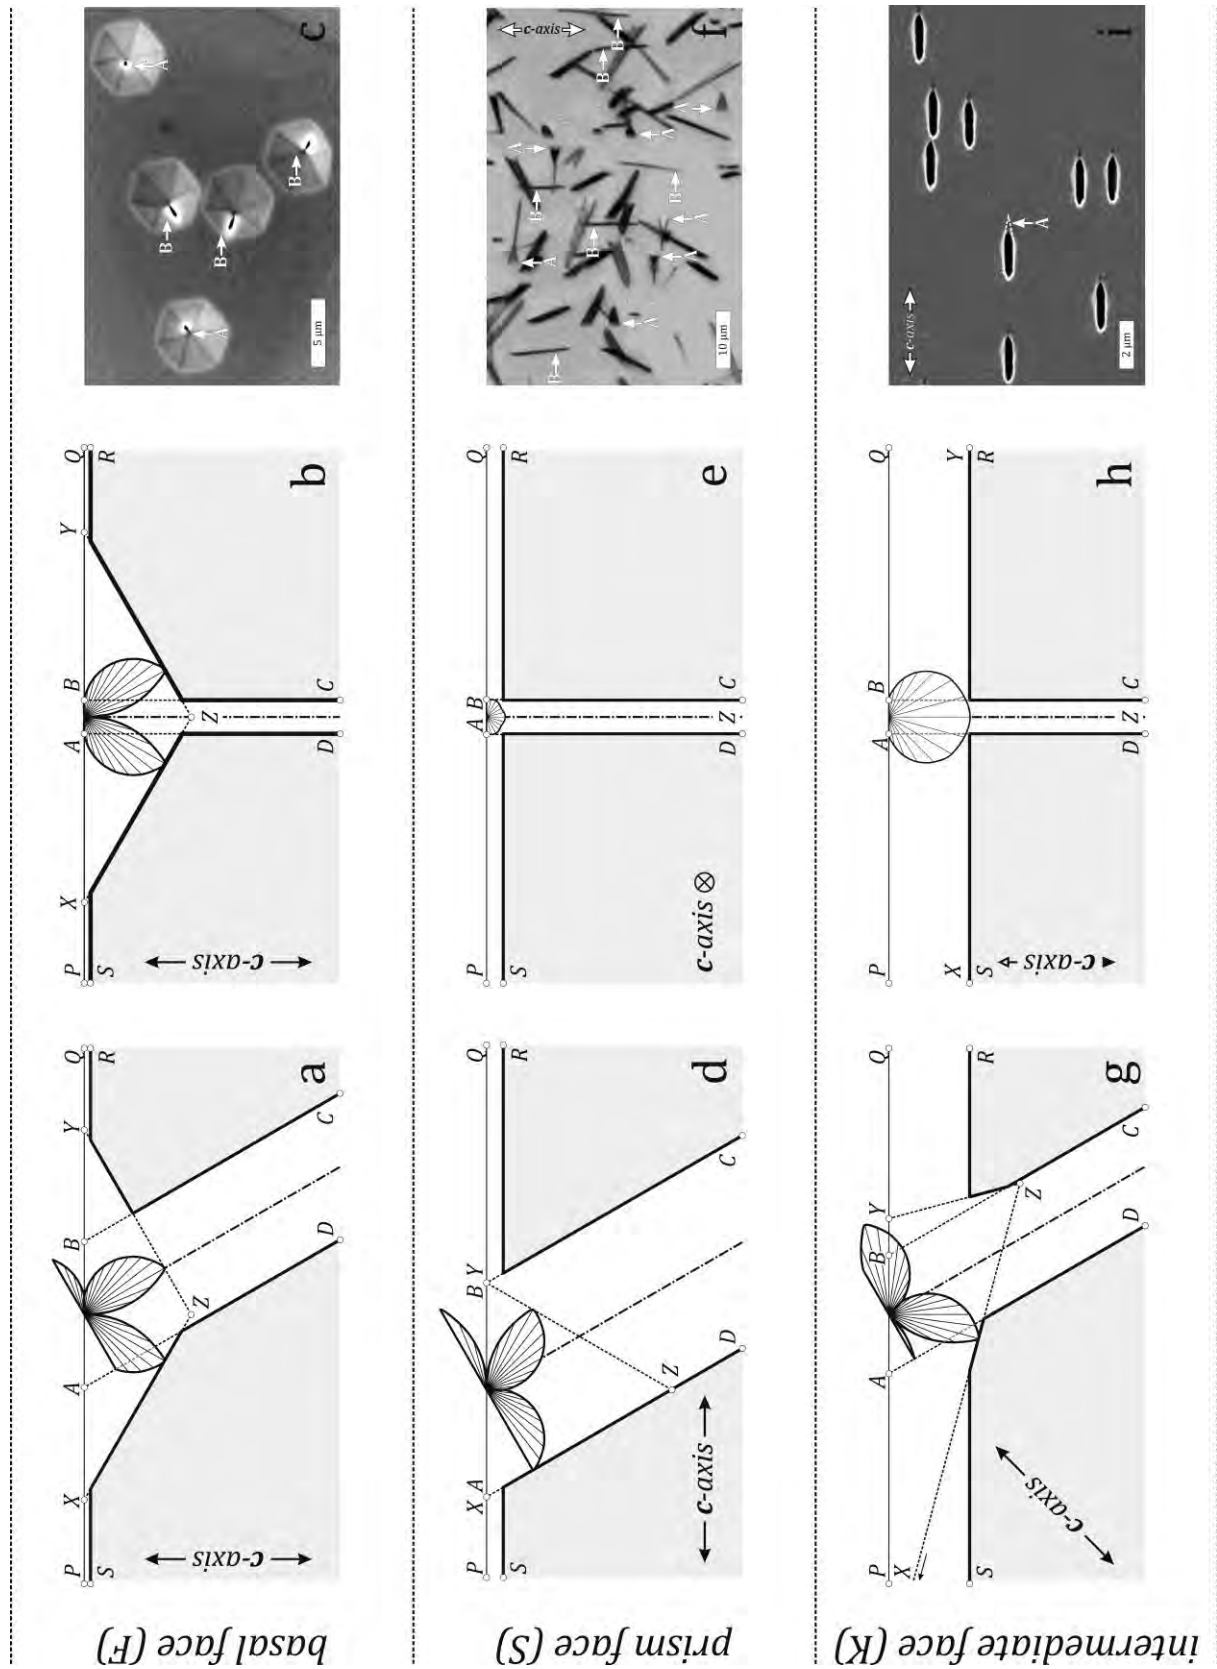 basal face (F)
P X A B Y Q
S R
Z
c-axis
D C
a
P X A B Y Q
S R
Z
c-axis
D C
b
A
B
B
B
A
5 µm
c
prism face (S)
P X A B Y Q
S R
Z
c-axis
D C
d
P A B Q
S R
c-axis ⊗
D Z C
e
c-axis
B
B
B
B
B
B
B
A
A
A
A
A
A
A
10 µm
f
intermediate face (K)
P A B Y Q
X
S R
Z
c-axis
D C
g
P A B Q
X Y
S R
c-axis
D Z C
h
c-axis
A
2 µm
i